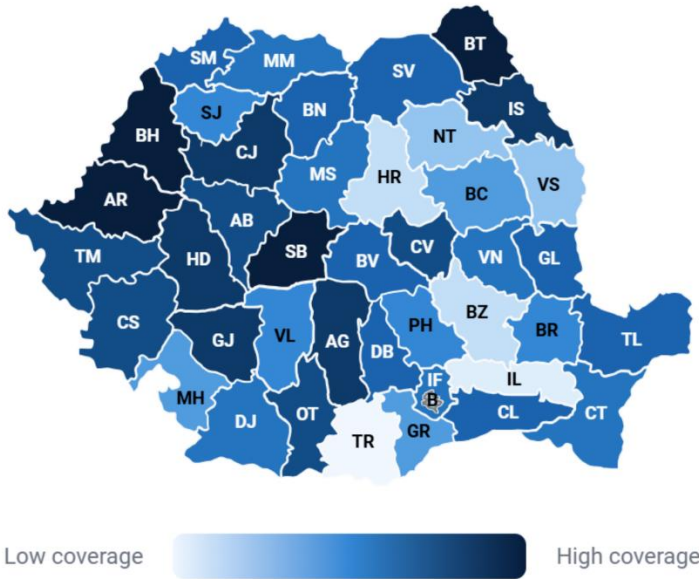 BT
SM
MM
SV
SJ
BN
IS
BH
CJ
NT
MS
HR
BC
VS
AR
AB
SB
TM
HD
BV
CV
VN
GL
CS
GJ
VL
AG
DB
PH
BZ
BR
TL
IF
B
IL
MH
DJ
OT
TR
GR
CL
CT
Low coverage
High coverage